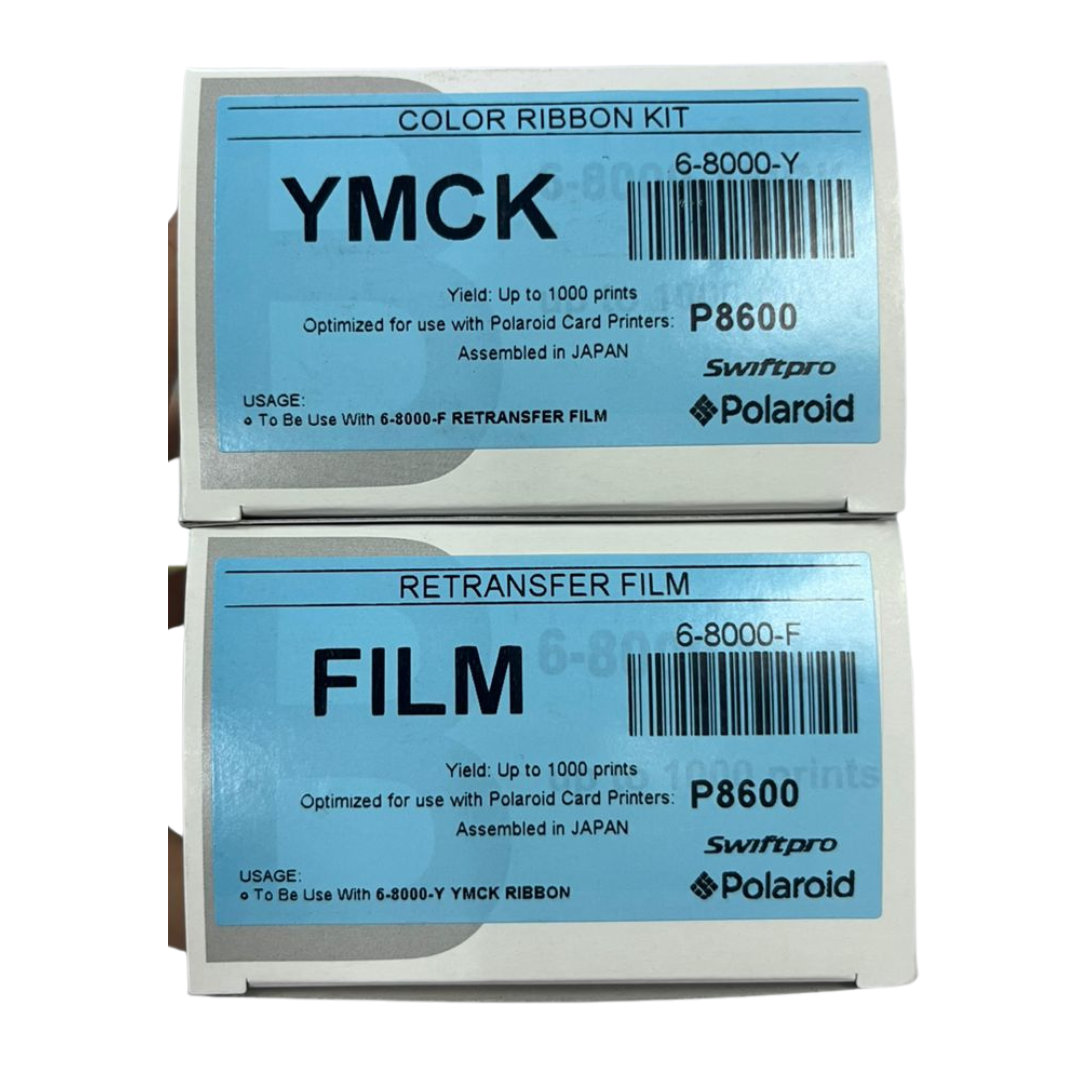 COLOR RIBBON KIT
YMCK
6-8000-Y
Yield: Up to 1000 prints
Optimized for use with Polaroid Card Printers: P8600
Assembled in JAPAN
Swiftpro
Polaroid
USAGE:
To Be Use With 6-8000-F RETRANSFER FILM
RETRANSFER FILM
FILM
6-8000-F
Yield: Up to 1000 prints
Optimized for use with Polaroid Card Printers: P8600
Assembled in JAPAN
Swiftpro
Polaroid
USAGE:
To Be Use With 6-8000-Y YMCK RIBBON